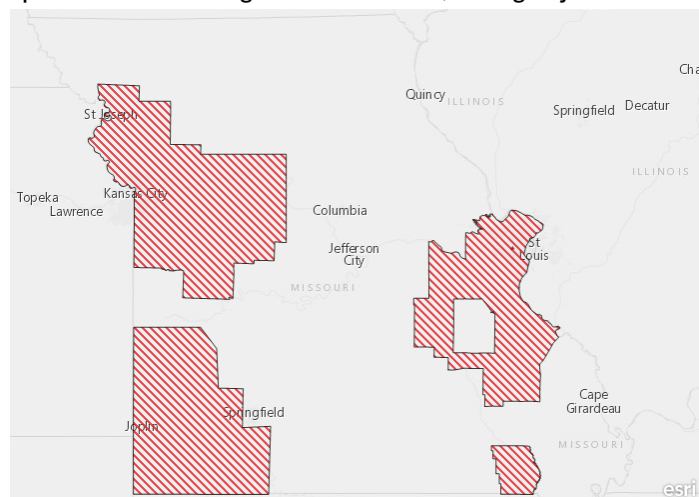 Cha
Quincy
ILLINOIS
Springfield
Decatur
St Joseph
ILLINOIS
Kansas City
Topeka
Lawrence
Columbia
Jefferson
City
St
Louis
MISSOURI
Cape
Girardeau
Springfield
Joplin
MISSOURI
esri